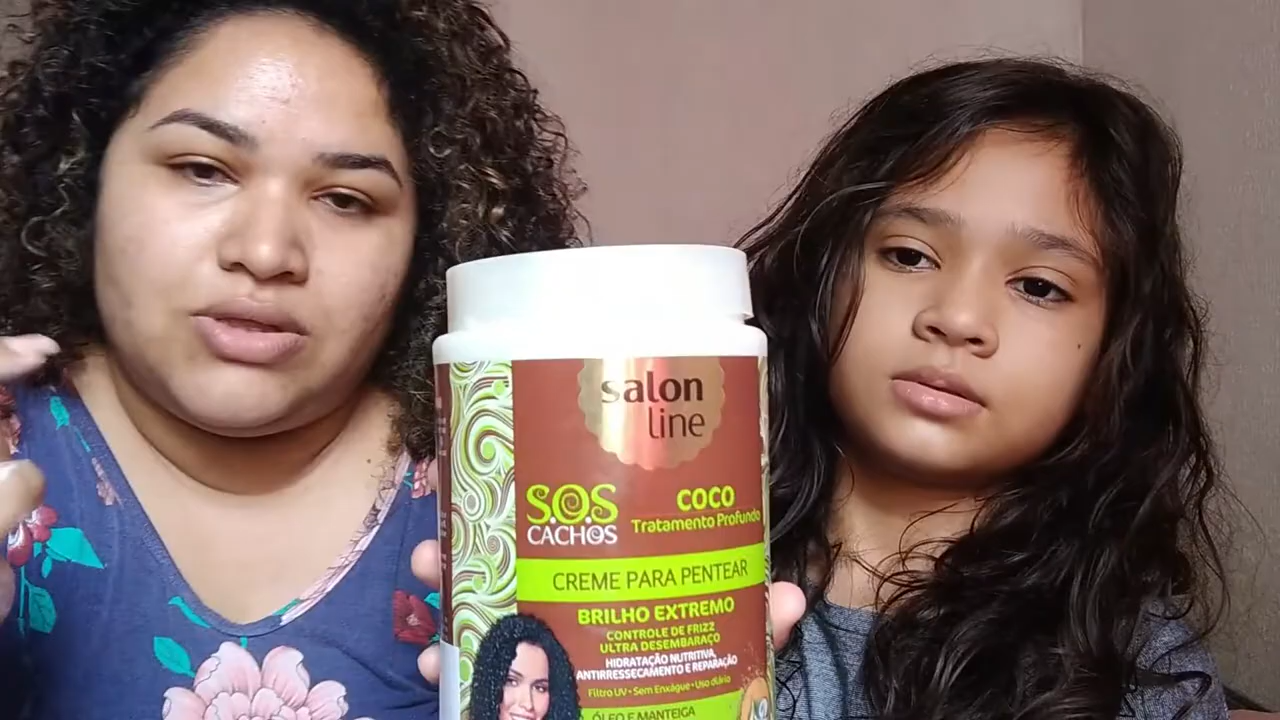 salon
line
S.O.S
CACHOS
COCO
Tratamento Profundo
CREME PARA PENTEAR
BRILHO EXTREMO
CONTROLE DE FRIZZ
ULTRA DESEMBARAÇO
HIDRATAÇÃO NUTRITIVA,
ANTIRRESSECAMENTO E REPARAÇÃO
Filtro UV • Sem Enxágue • Uso diário
ÓLEO E MANTEIGA